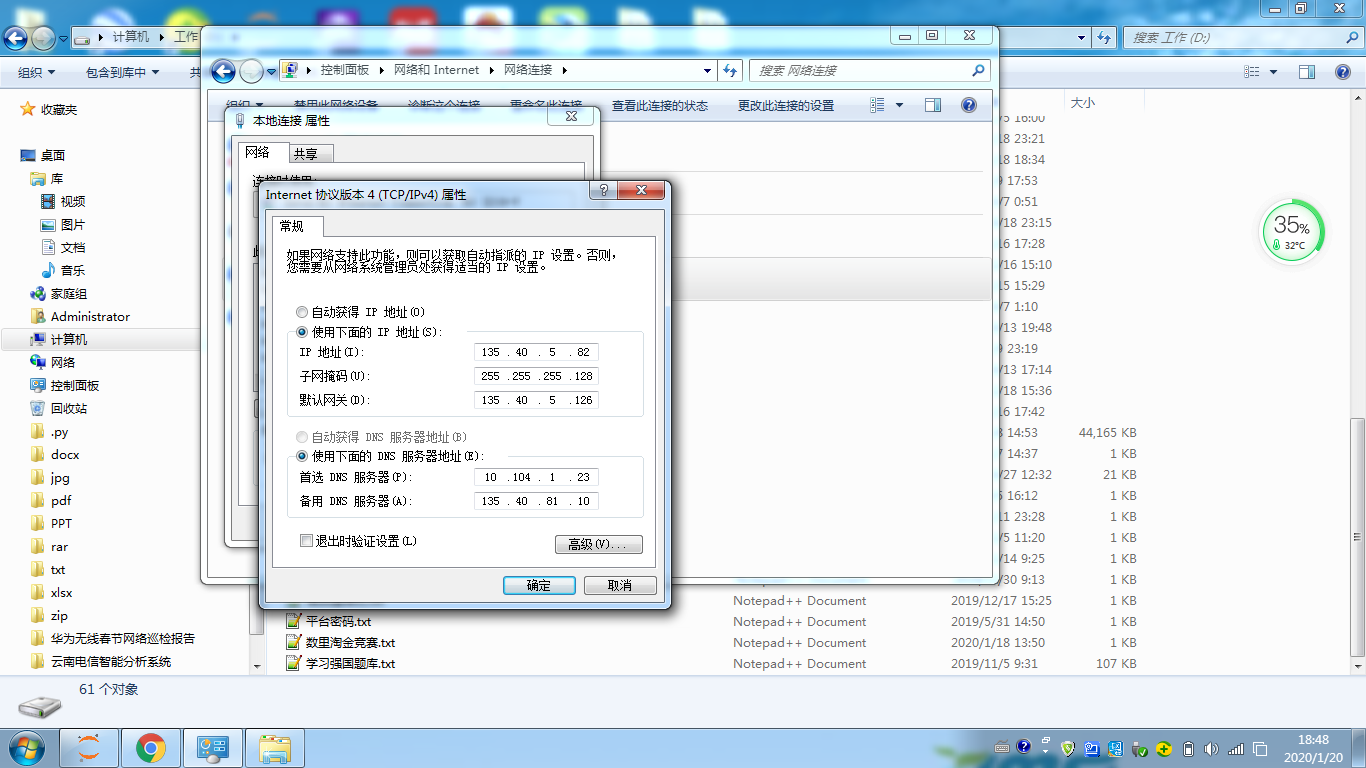 计算机
工作
搜索 工作 (D:)
组织
包含到库中
共
大小
收藏夹
桌面
库
视频
图片
文档
音乐
家庭组
Administrator
计算机
网络
控制面板
回收站
.py
docx
jpg
pdf
PPT
rar
txt
xlsx
zip
华为无线春节网络巡检报告
云南电信智能分析系统
控制面板
网络和 Internet
网络连接
搜索 网络连接
组织
禁用此网络设备
诊断这个连接
重命名此连接
查看此连接的状态
更改此连接的设置
本地连接 属性
网络
共享
连接时使用:
Internet 协议版本 4 (TCP/IPv4) 属性
常规
如果网络支持此功能，则可以获取自动指派的 IP 设置。否则，
您需要从网络系统管理员处获得适当的 IP 设置。
自动获得 IP 地址(O)
使用下面的 IP 地址(S):
IP 地址(I): 135 . 40 . 5 . 82
子网掩码(U): 255 .255 .255 .128
默认网关(D): 135 . 40 . 5 .126
自动获得 DNS 服务器地址(B)
使用下面的 DNS 服务器地址(E):
首选 DNS 服务器(P): 10 .104 . 1 . 23
备用 DNS 服务器(A): 135 . 40 . 81 . 10
退出时验证设置(L)
高级(V)...
确定
取消
5 16:00
18 23:21
18 18:34
9 17:53
/7 0:51
/18 23:15
16 17:28
/16 15:10
15 15:29
/7 1:10
/13 19:48
9 23:19
/13 17:14
/18 15:36
16 17:42
14:53 44,165 KB
7 14:37 1 KB
/27 12:32 21 KB
5 16:12 1 KB
11 23:28 1 KB
/5 11:20 1 KB
/14 9:25 1 KB
/30 9:13 1 KB
Notepad++ Document 2019/12/17 15:25 1 KB
平台密码.txt Notepad++ Document 2019/5/31 14:50 1 KB
数里淘金竞赛.txt Notepad++ Document 2020/1/18 13:50 1 KB
学习强国题库.txt Notepad++ Document 2019/11/5 9:31 107 KB
35%
32℃
61 个对象
18:48
2020/1/20